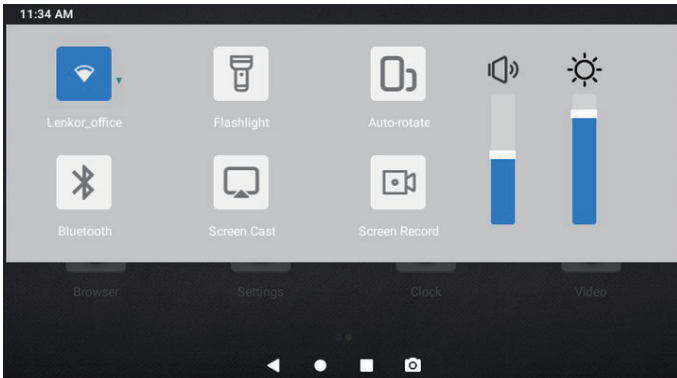 11:34 AM
Lenkor_office
Flashlight
Auto-rotate
Bluetooth
Screen Cast
Screen Record
Browser
Settings
Clock
Video